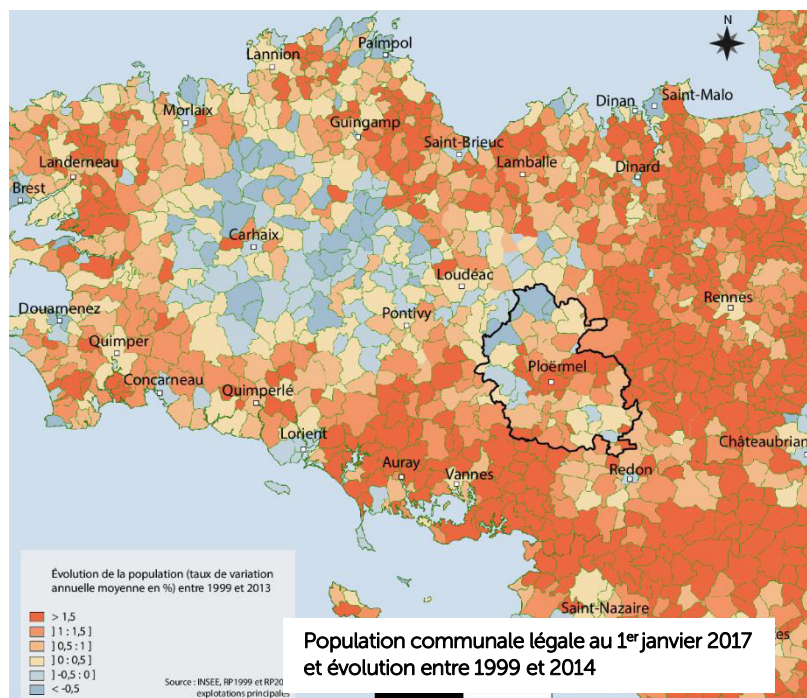 N
Paimpol
Lannion
Saint-Malo
Dinan
Morlaix
Guingamp
Saint-Brieuc
Landerneau
Lamballe
Dinard
Brest
Carhaix
Loudéac
Rennes
Douarnenez
Pontivy
Quimper
Ploërmel
Concarneau
Quimperlé
Lorient
Châteaubrian
Auray
Vannes
Redon
Évolution de la population (taux de variation
annuelle moyenne en %) entre 1999 et 2013
> 1,5
] 1 : 1,5 ]
] 0,5 : 1 ]
] 0 : 0,5 ]
] -0,5 : 0 ]
< -0,5
Source : INSEE, RP1999 et RP20
explotations principales
Saint-Nazaire
Population communale légale au 1er janvier 2017
et évolution entre 1999 et 2014